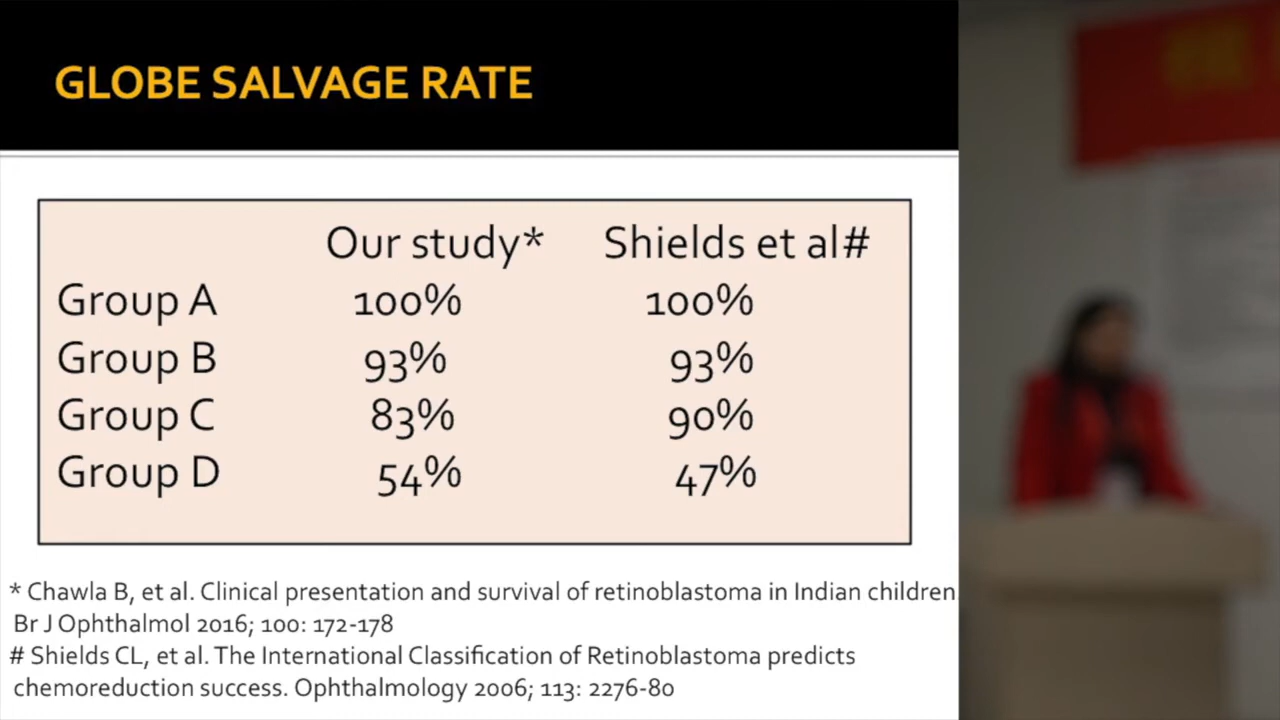 GLOBE SALVAGE RATE
Our study* Shields et al#
Group A 100% 100%
Group B 93% 93%
Group C 83% 90%
Group D 54% 47%
* Chawla B, et al. Clinical presentation and survival of retinoblastoma in Indian children.
Br J Ophthalmol 2016; 100: 172-178
# Shields CL, et al. The International Classification of Retinoblastoma predicts
chemoreduction success. Ophthalmology 2006; 113: 2276-80